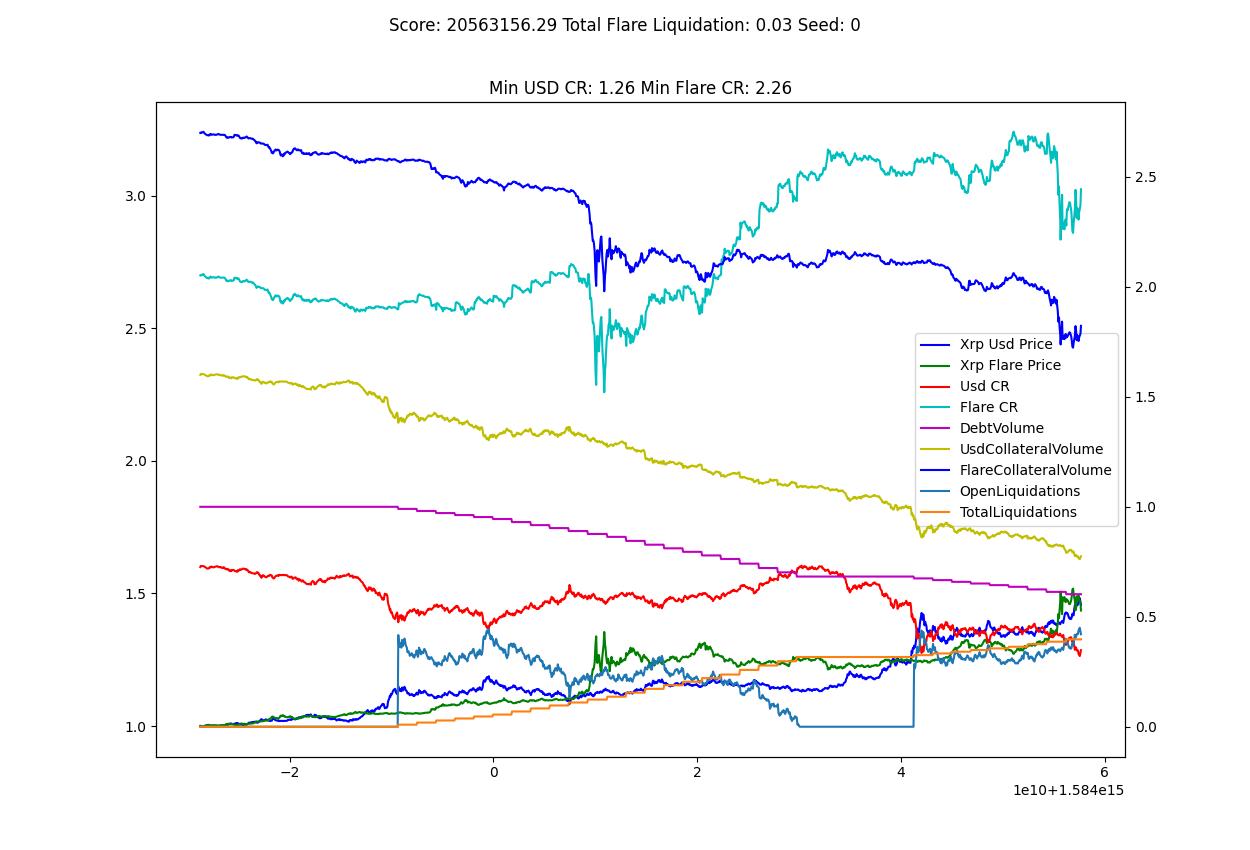 Score: 20563156.29 Total Flare Liquidation: 0.03 Seed: 0
Min USD CR: 1.26 Min Flare CR: 2.26
3.0
2.5
2.0
1.5
1.0
2.5
2.0
1.5
1.0
0.5
0.0
Xrp Usd Price
Xrp Flare Price
Usd CR
Flare CR
DebtVolume
UsdCollateralVolume
FlareCollateralVolume
OpenLiquidations
TotalLiquidations
−2 0 2 4 6
1e10+1.584e15